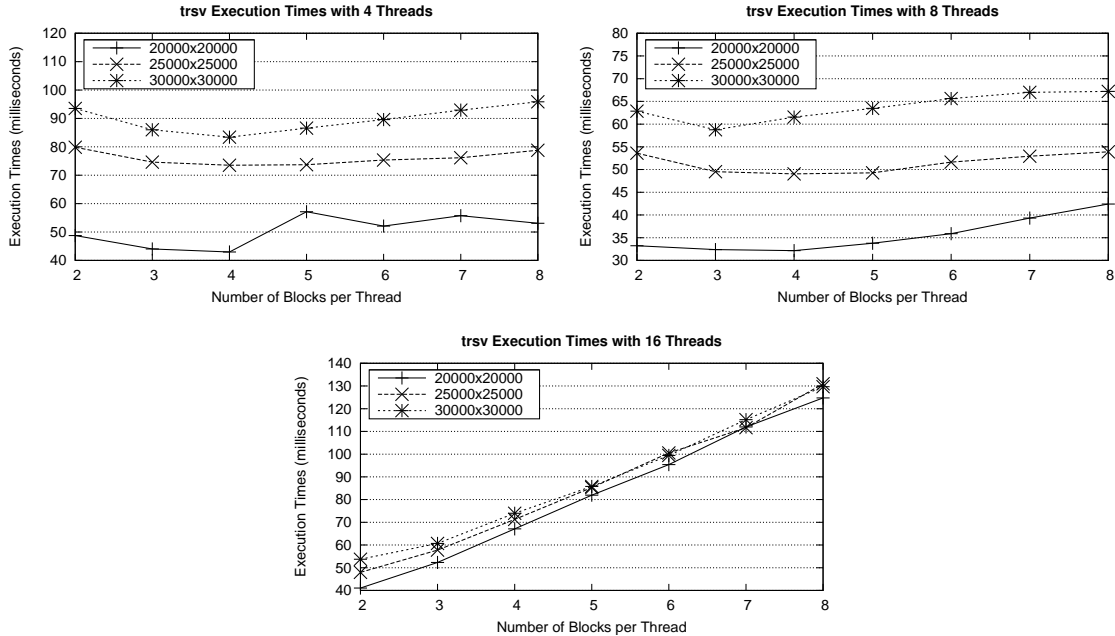 trsv Execution Times with 4 Threads
120
110
100
90
80
70
60
50
40
2 3 4 5 6 7 8
Execution Times (milliseconds)
Number of Blocks per Thread
20000x20000
25000x25000
30000x30000
trsv Execution Times with 8 Threads
80
75
70
65
60
55
50
45
40
35
30
2 3 4 5 6 7 8
Execution Times (milliseconds)
Number of Blocks per Thread
20000x20000
25000x25000
30000x30000
trsv Execution Times with 16 Threads
140
130
120
110
100
90
80
70
60
50
40
2 3 4 5 6 7 8
Execution Times (milliseconds)
Number of Blocks per Thread
20000x20000
25000x25000
30000x30000